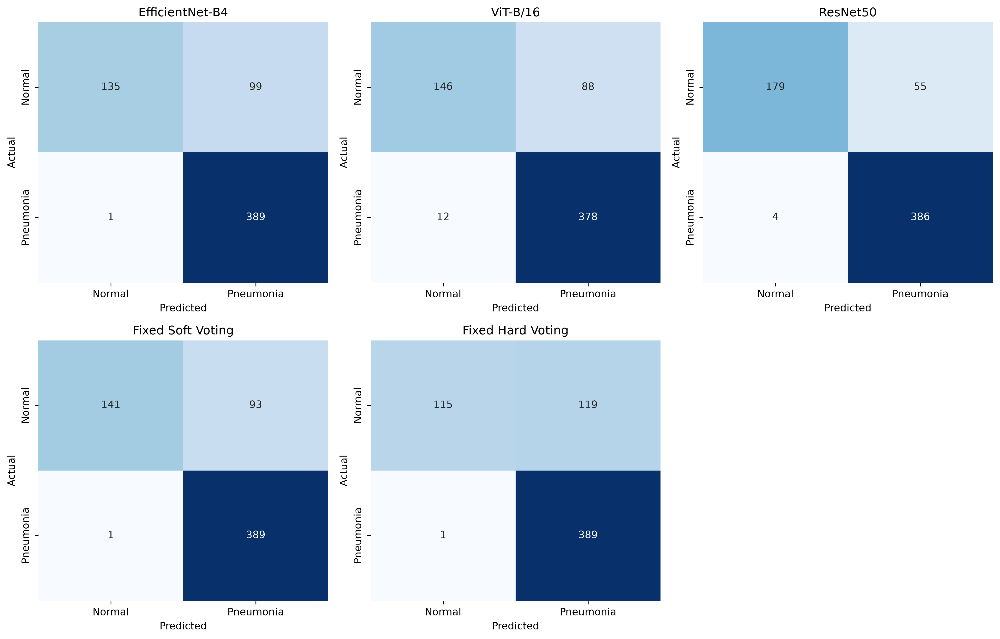 EfficientNet-B4
Actual
Normal
135
99
Pneumonia
1
389
Normal
Pneumonia
Predicted
ViT-B/16
Actual
Normal
146
88
Pneumonia
12
378
Normal
Pneumonia
Predicted
ResNet50
Actual
Normal
179
55
Pneumonia
4
386
Normal
Pneumonia
Predicted
Fixed Soft Voting
Actual
Normal
141
93
Pneumonia
1
389
Normal
Pneumonia
Predicted
Fixed Hard Voting
Actual
Normal
115
119
Pneumonia
1
389
Normal
Pneumonia
Predicted